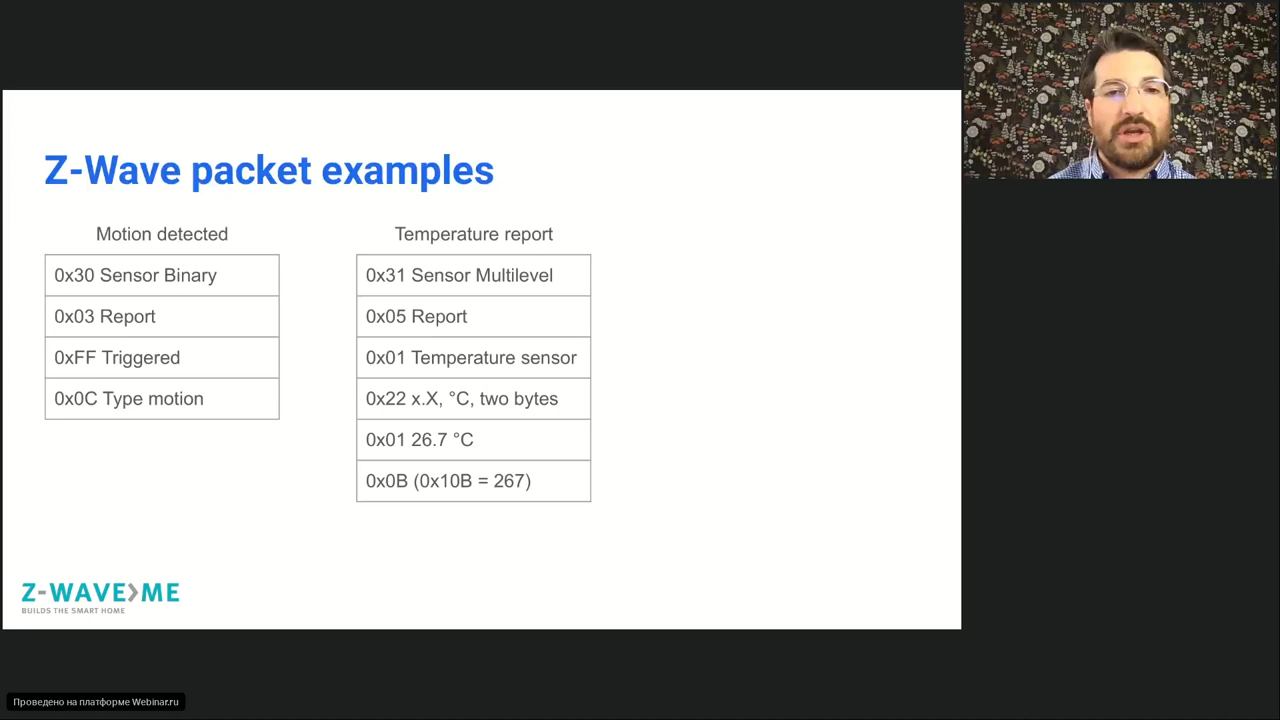 Z-Wave packet examples
Motion detected
0x30 Sensor Binary
0x03 Report
0xFF Triggered
0x0C Type motion
Temperature report
0x31 Sensor Multilevel
0x05 Report
0x01 Temperature sensor
0x22 x.X, °C, two bytes
0x01 26.7 °C
0x0B (0x10B = 267)
Z-WAVE>ME
BUILDS THE SMART HOME
Проведено на платформе Webinar.ru